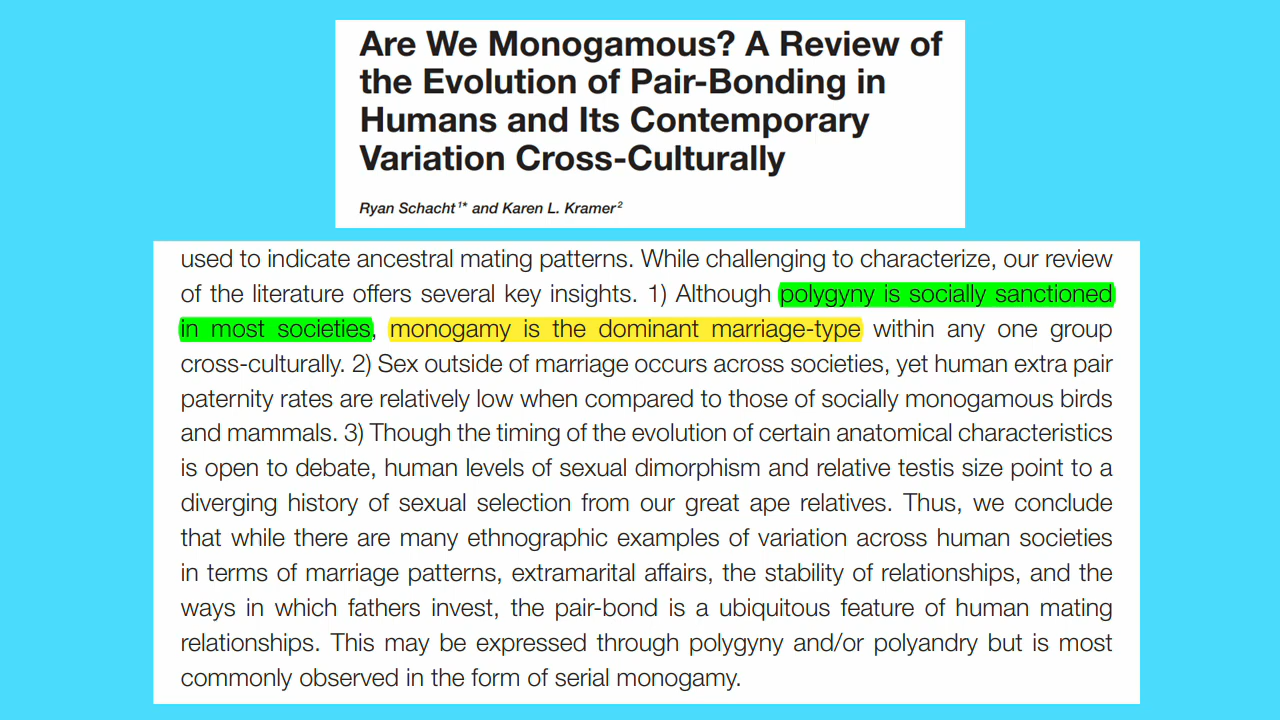 Are We Monogamous? A Review of
the Evolution of Pair-Bonding in
Humans and Its Contemporary
Variation Cross-Culturally
Ryan Schacht 1* and Karen L. Kramer 2
used to indicate ancestral mating patterns. While challenging to characterize, our review
of the literature offers several key insights. 1) Although polygyny is socially sanctioned
in most societies, monogamy is the dominant marriage-type within any one group
cross-culturally. 2) Sex outside of marriage occurs across societies, yet human extra pair
paternity rates are relatively low when compared to those of socially monogamous birds
and mammals. 3) Though the timing of the evolution of certain anatomical characteristics
is open to debate, human levels of sexual dimorphism and relative testis size point to a
diverging history of sexual selection from our great ape relatives. Thus, we conclude
that while there are many ethnographic examples of variation across human societies
in terms of marriage patterns, extramarital affairs, the stability of relationships, and the
ways in which fathers invest, the pair-bond is a ubiquitous feature of human mating
relationships. This may be expressed through polygyny and/or polyandry but is most
commonly observed in the form of serial monogamy.